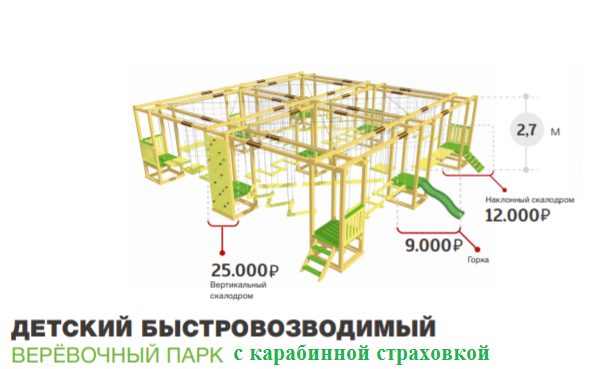 2,7 м
Наклонный скалодром
12.000₽
9.000₽
Горка
25.000₽
Вертикальный
скалодром
ДЕТСКИЙ БЫСТРОВОЗВОДИМЫЙ
ВЕРЁВОЧНЫЙ ПАРК с карабинной страховкой